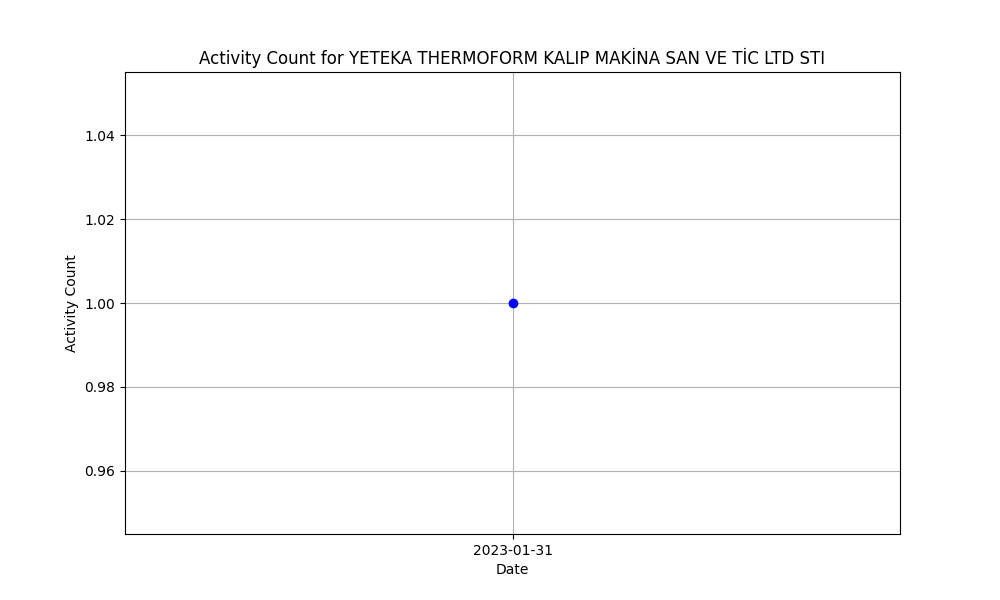 Activity Count for YETEKA THERMOFORM KALIP MAKİNA SAN VE TİC LTD STI
1.04
1.02
1.00
0.98
0.96
Activity Count
2023-01-31
Date